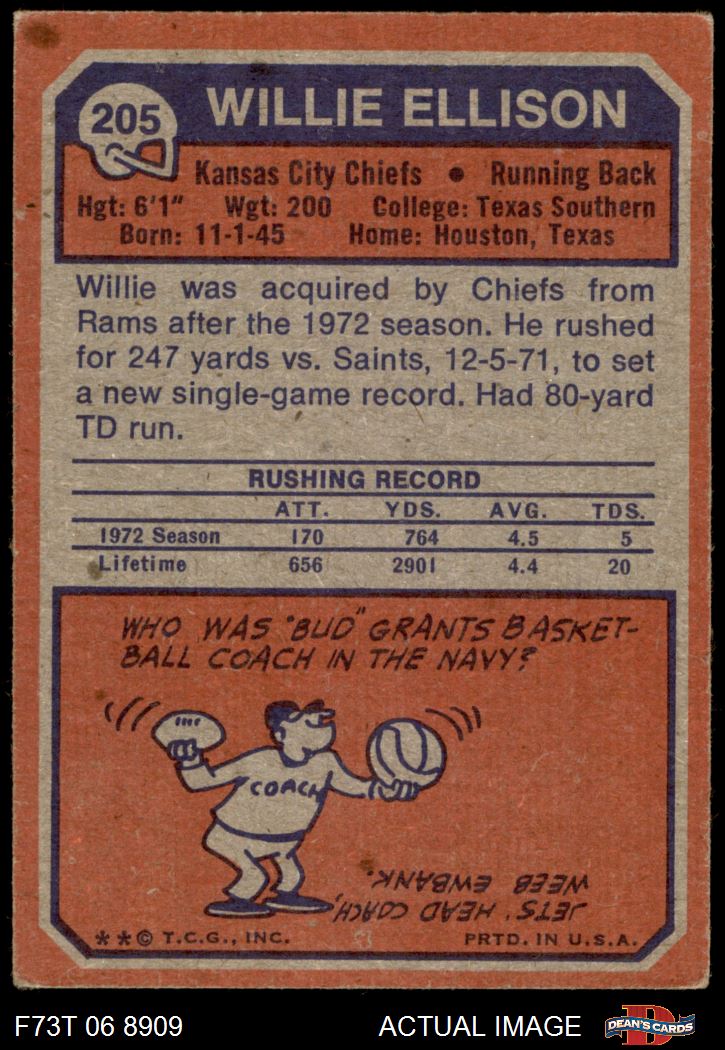 205
WILLIE ELLISON
Kansas City Chiefs • Running Back
Hgt: 6'1" Wgt: 200 College: Texas Southern
Born: 11-1-45 Home: Houston, Texas
Willie was acquired by Chiefs from
Rams after the 1972 season. He rushed
for 247 yards vs. Saints, 12-5-71, to set
a new single-game record. Had 80-yard
TD run.
RUSHING RECORD
ATT. YDS. AVG. TDS.
1972 Season 170 764 4.5 5
Lifetime 656 2901 4.4 20
WHO WAS "BUD" GRANTS BASKET-
BALL COACH IN THE NAVY?
COACH
JETS' HEAD COACH,
WEEB EWBANK.
**© T.C.G., INC. PRTD. IN U.S.A.
F73T 06 8909 ACTUAL IMAGE
D
DEAN'S CARDS